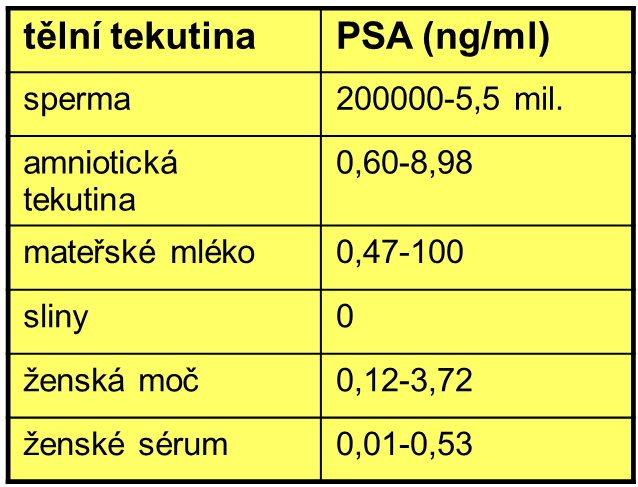 tělní tekutina PSA (ng/ml)
sperma 200000-5,5 mil.
amniotická 0,60-8,98
tekutina
mateřské mléko 0,47-100
sliny 0
ženská moč 0,12-3,72
ženské sérum 0,01-0,53